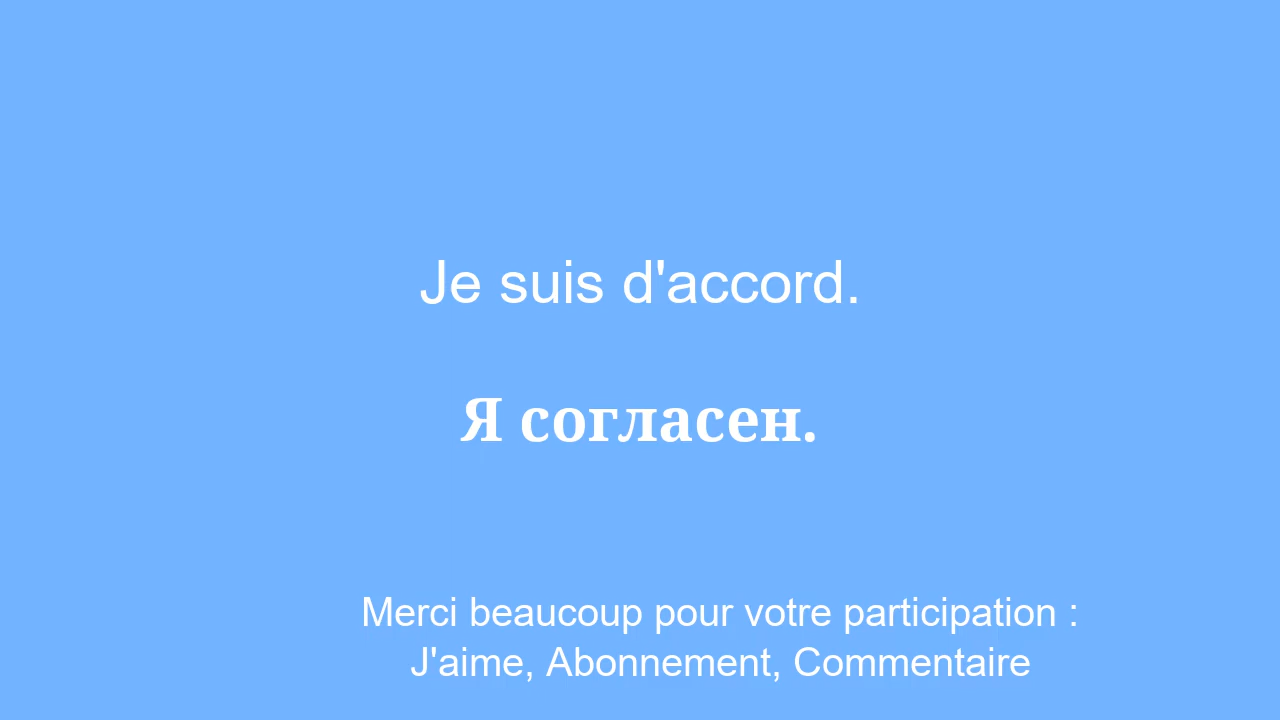 Je suis d'accord.
Я согласен.
Merci beaucoup pour votre participation :
J'aime, Abonnement, Commentaire